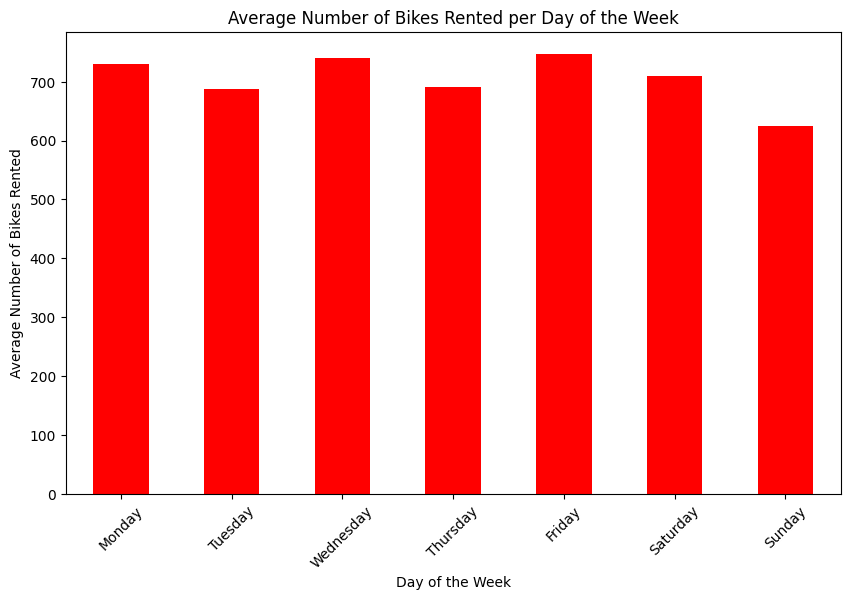 Average Number of Bikes Rented per Day of the Week
Average Number of Bikes Rented
700
600
500
400
300
200
100
0
Monday
Tuesday
Wednesday
Thursday
Friday
Saturday
Sunday
Day of the Week